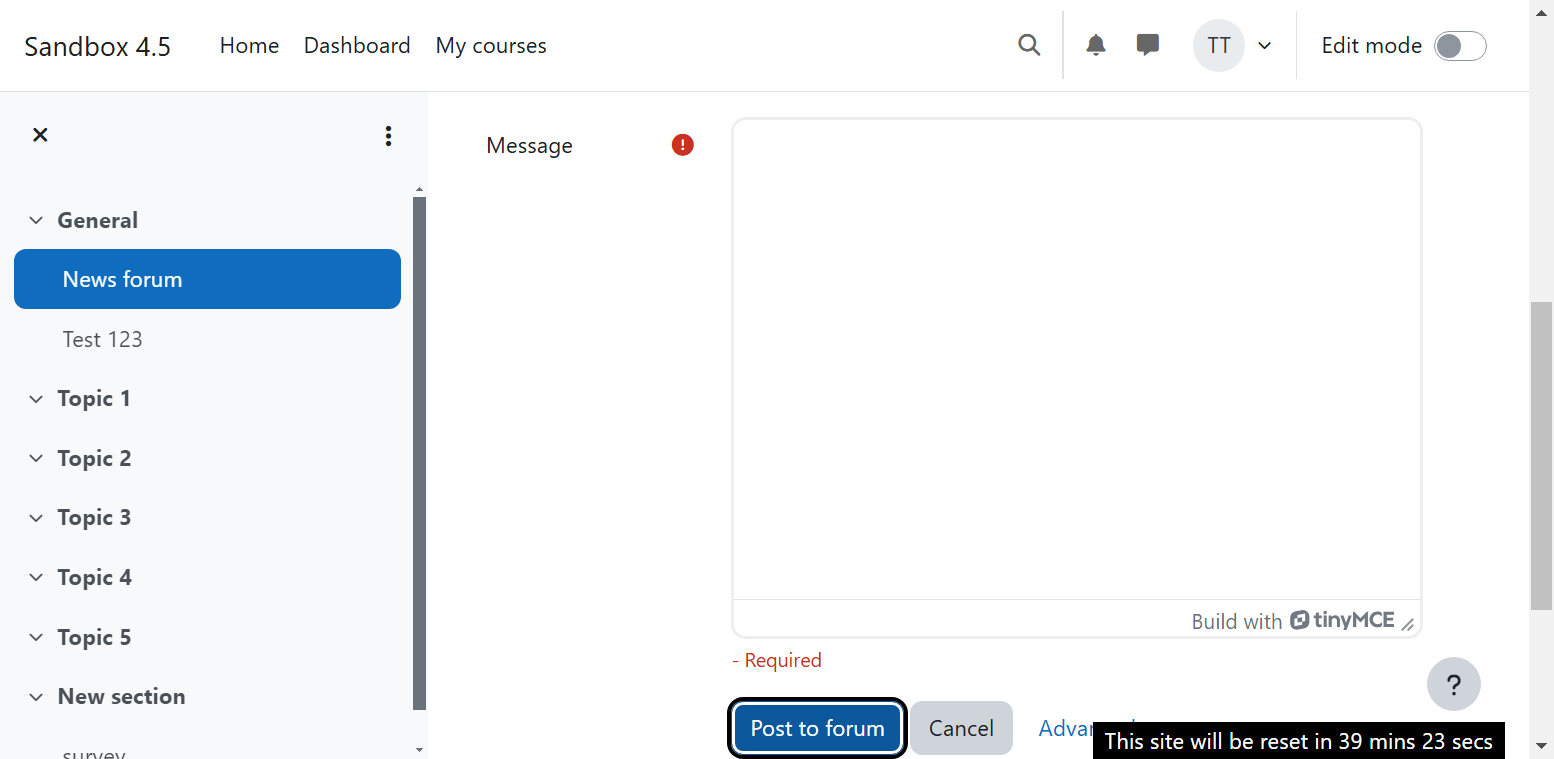 Sandbox 4.5 Home Dashboard My courses TT Edit mode
Message
General
News forum
Test 123
Topic 1
Topic 2
Topic 3
Topic 4
Topic 5
New section
survey
Build with tinyMCE
- Required
?
Post to forum Cancel
This site will be reset in 39 mins 23 secs